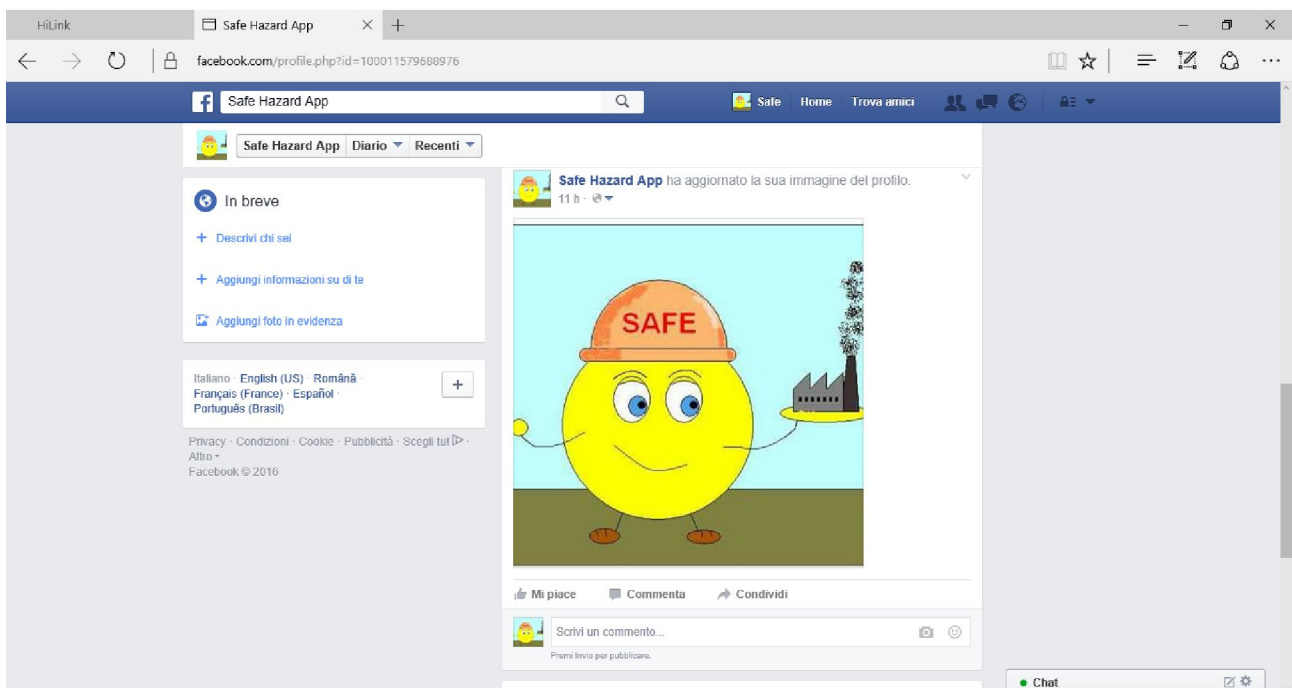 HiLink
Safe Hazard App
facebook.com/profile.php?id=100011579688976
Safe Hazard App
Safe Home Trova amici
Safe Hazard App Diario Recenti
In breve
Descrivi chi sei
Aggiungi informazioni su di te
Aggiungi foto in evidenza
Italiano · English (US) · Română ·
Français (France) · Español ·
Português (Brasil)
Privacy · Condizioni · Cookie · Pubblicità · Scegli tu! ·
Altro
Facebook © 2016
Safe Hazard App ha aggiornato la sua immagine del profilo.
11 h ·
SAFE
Mi piace Commenta Condividi
Scrivi un commento...
Premi Invio per pubblicare.
Chat